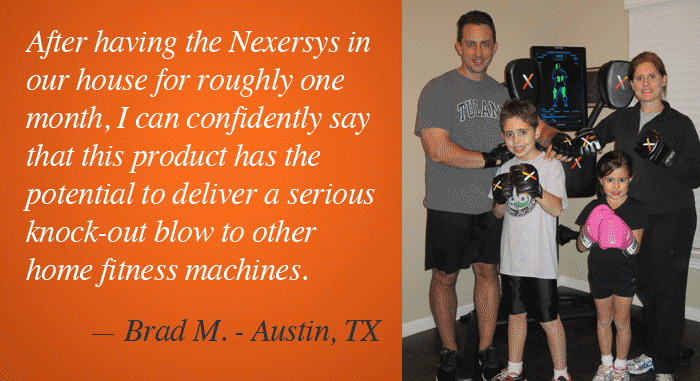 After having the Nexersys in
our house for roughly one
month, I can confidently say
that this product has the
potential to deliver a serious
knock-out blow to other
home fitness machines.
— Brad M. - Austin, TX
TULAN
X